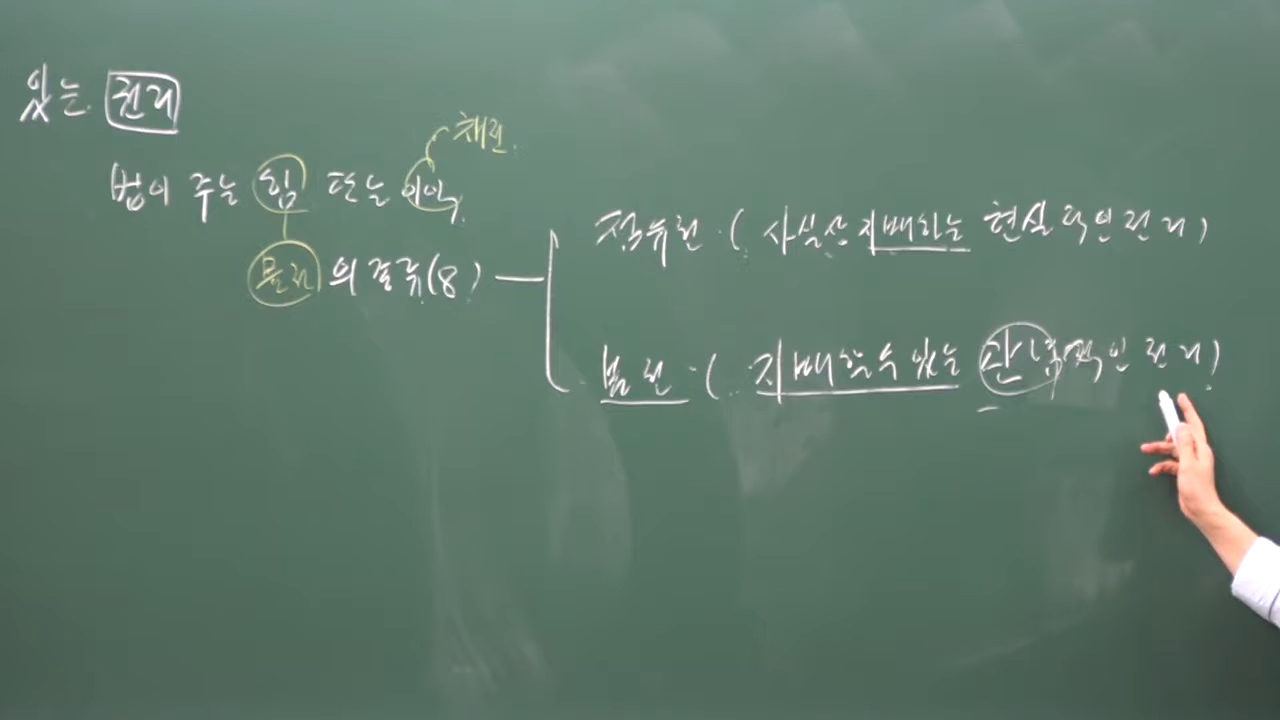 있는 권리
채권
법이 주는 힘 또는 이익
물권의 종류(8)
점유권 (사실상 지배하는 현실적인 권리)
본권 (지배할 수 있는 관념적인 권리)